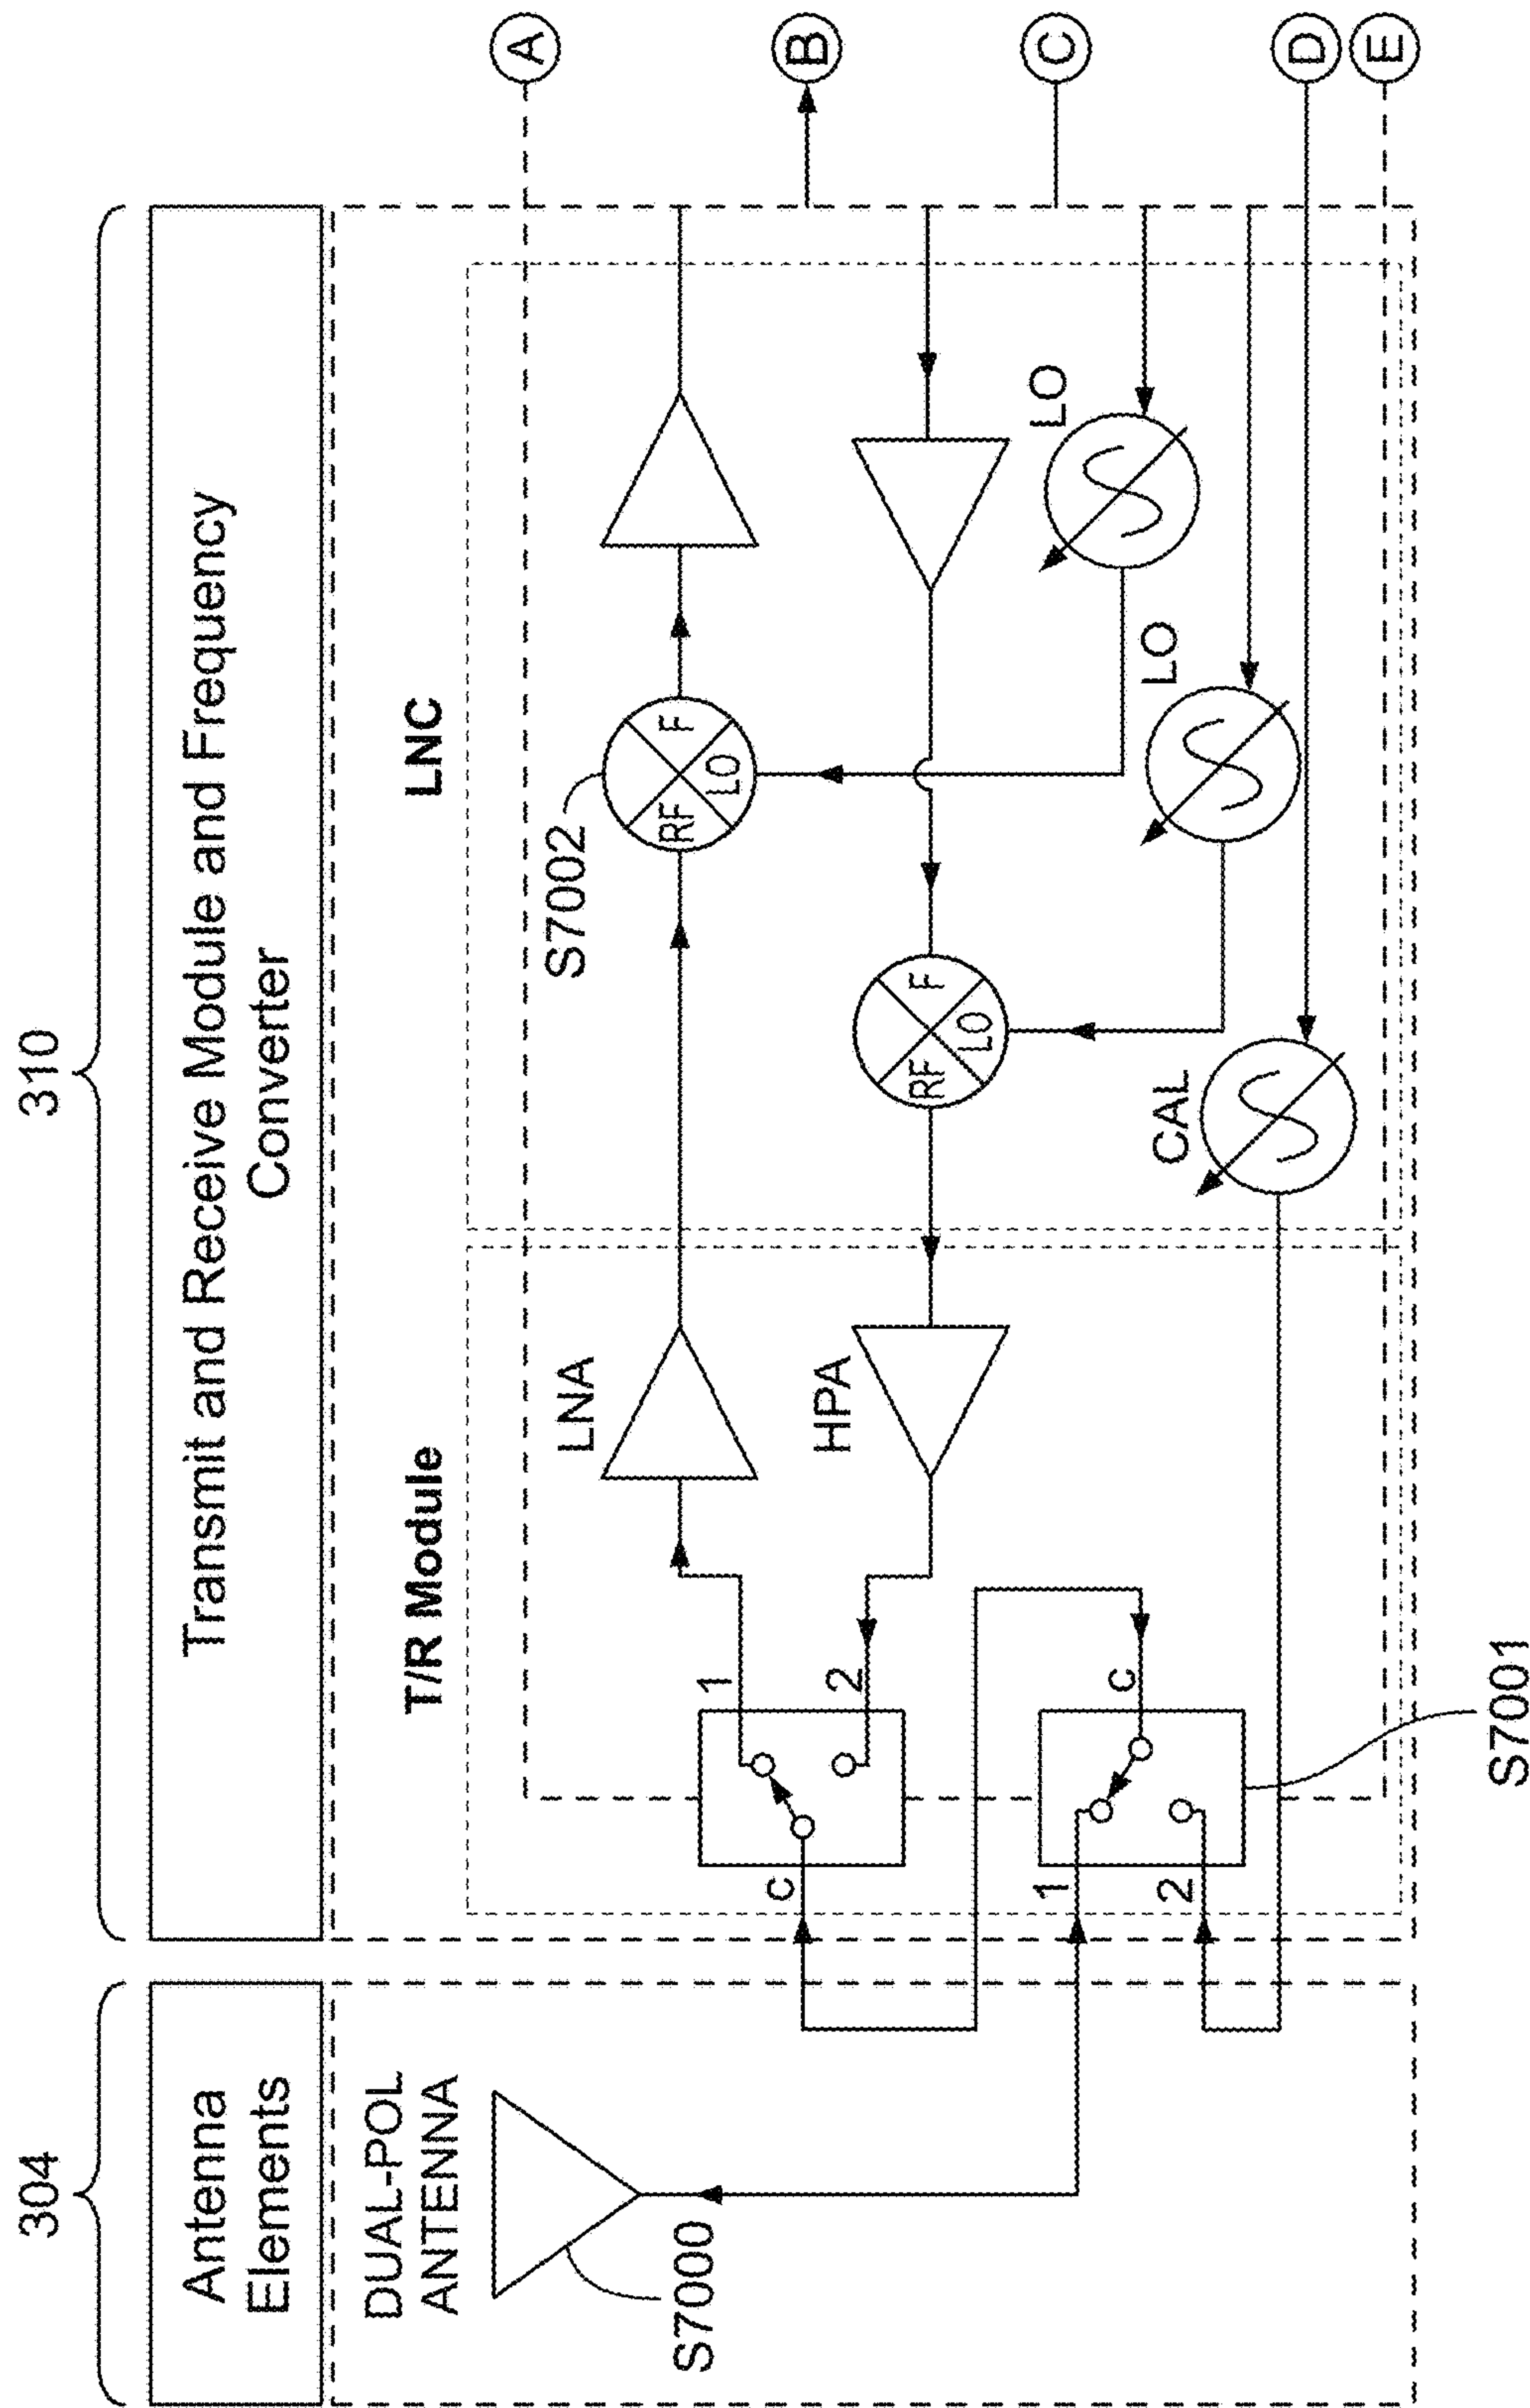 304
310
Antenna
Elements
Transmit and Receive Module and Frequency
Converter
DUAL-POL
ANTENNA
T/R Module
LNC
S7000
S7001
S7002
LNA
HPA
c
1
2
1
2
c
RF
F
LO
RF
F
LO
LO
LO
CAL
A
B
C
D
E